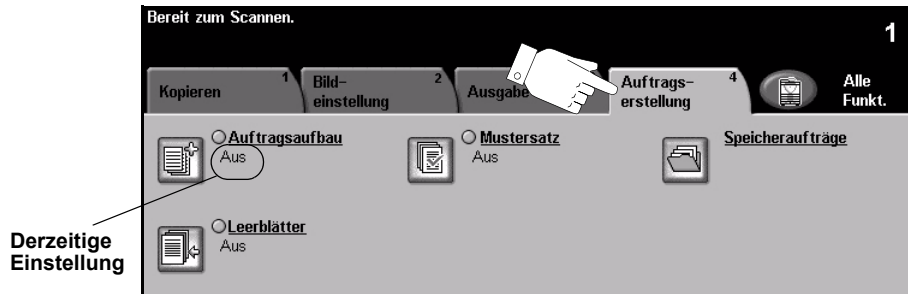 Bereit zum Scannen.
1
Kopieren 1
Bild- 2
einstellung
Ausgabe
Auftrags- 4
erstellung
Alle
Funkt.
Auftragsaufbau
Aus
Mustersatz
Aus
Speicheraufträge
Leerblätter
Aus
Derzeitige
Einstellung